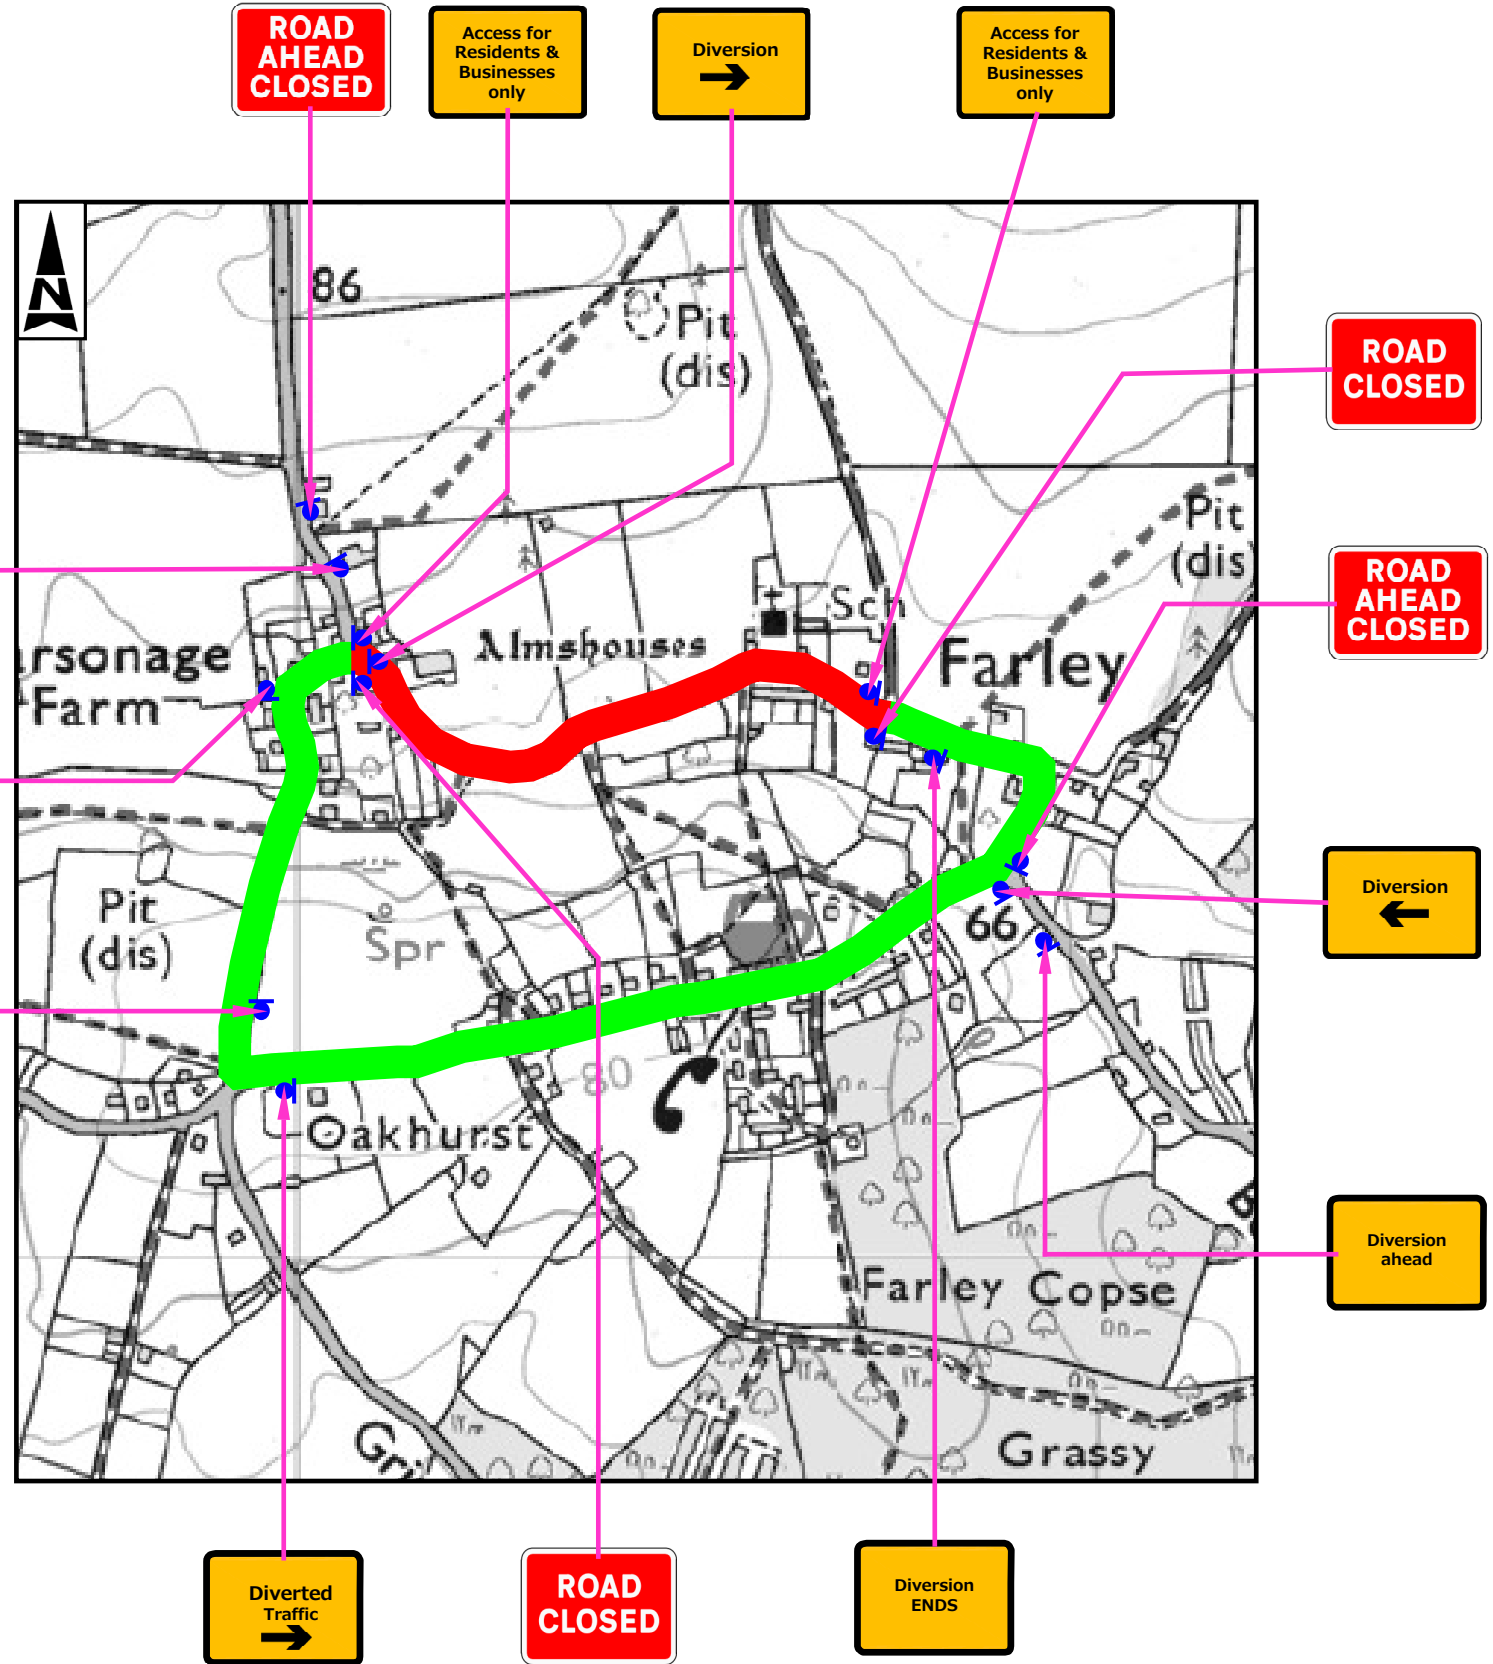 ROAD
AHEAD
CLOSED
Access for
Residents &
Businesses
only
Diversion
Access for
Residents &
Businesses
only
N
86
Pit
(dis)
ROAD
CLOSED
Pit
(dis
Sch
ROAD
AHEAD
CLOSED
Almshouses
Farley
arsonage
Farm
Diversion
Pit
(dis)
Spr
66
80
Oakhurst
Diversion
ahead
Farley Copse
Gri
Grassy
Diverted
Traffic
ROAD
CLOSED
Diversion
ENDS